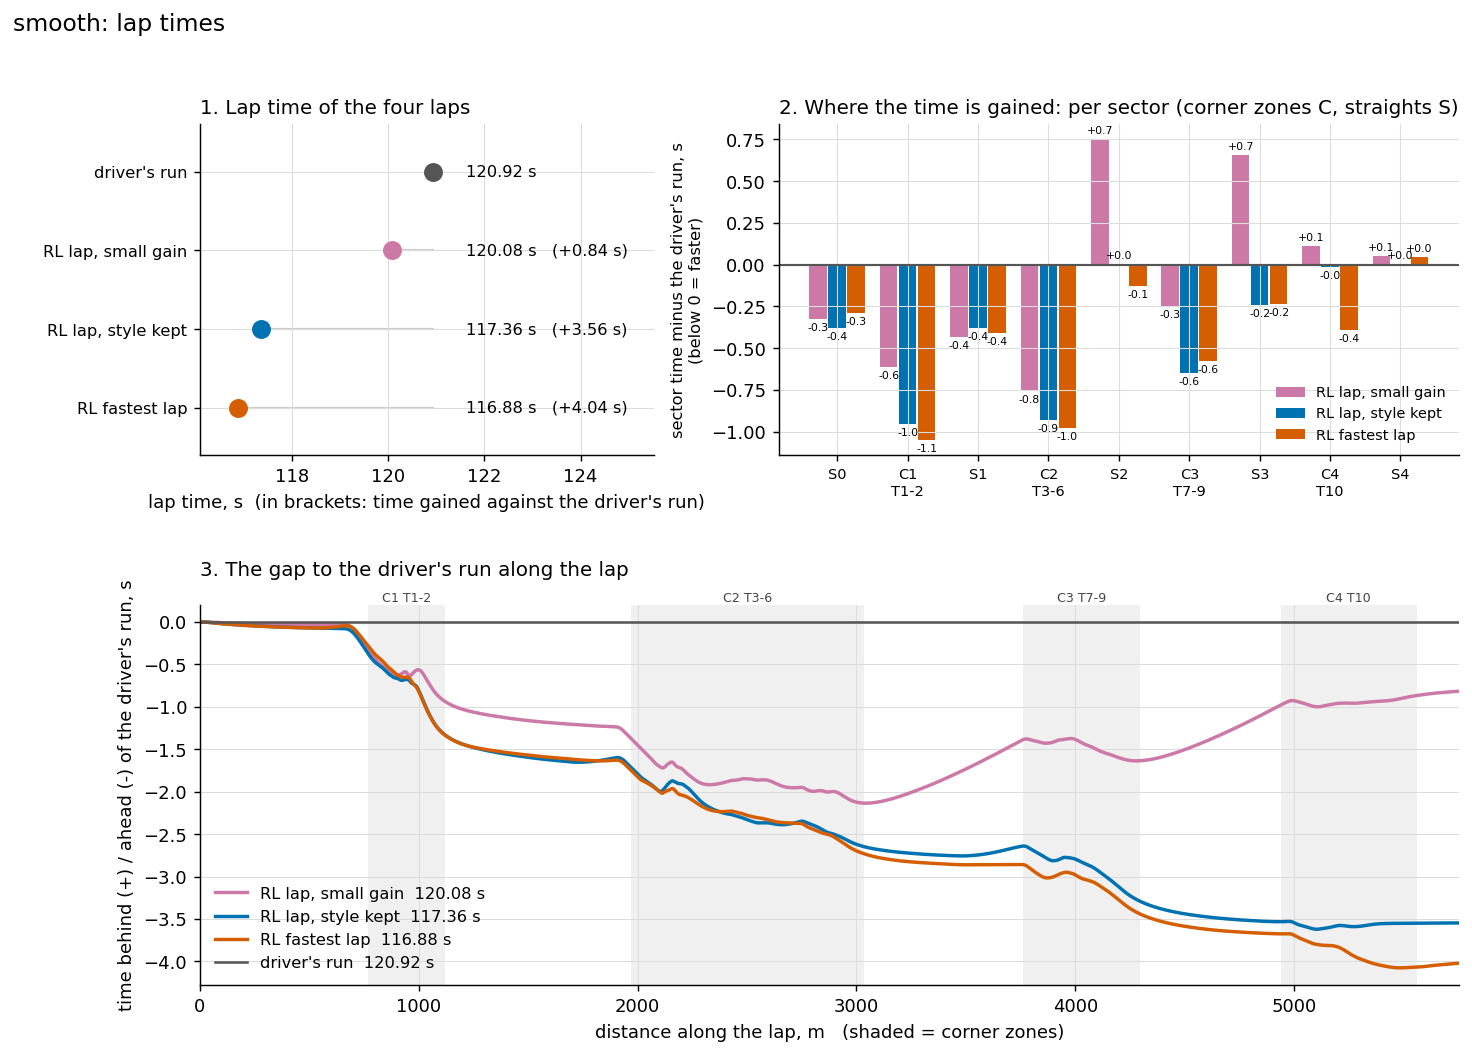 smooth: lap times
1. Lap time of the four laps
driver's run
RL lap, small gain
RL lap, style kept
RL fastest lap
120.92 s
120.08 s (+0.84 s)
117.36 s (+3.56 s)
116.88 s (+4.04 s)
118 120 122 124
lap time, s (in brackets: time gained against the driver's run)
2. Where the time is gained: per sector (corner zones C, straights S)
sector time minus the driver's run, s
(below 0 = faster)
0.75
0.50
0.25
0.00
−0.25
−0.50
−0.75
−1.00
-0.3 -0.4 -0.3
-0.6 -1.0 -1.1
-0.4 -0.4 -0.4
-0.8 -0.9 -1.0
+0.7 +0.0 -0.1
-0.3 -0.6 -0.6
+0.7 -0.2 -0.2
+0.1 -0.0 -0.4
+0.1 +0.0 +0.0
RL lap, small gain
RL lap, style kept
RL fastest lap
S0 C1 S1 C2 S2 C3 S3 C4 S4
T1-2 T3-6 T7-9 T10
3. The gap to the driver's run along the lap
C1 T1-2 C2 T3-6 C3 T7-9 C4 T10
time behind (+) / ahead (-) of the driver's run, s
0.0
−0.5
−1.0
−1.5
−2.0
−2.5
−3.0
−3.5
−4.0
RL lap, small gain 120.08 s
RL lap, style kept 117.36 s
RL fastest lap 116.88 s
driver's run 120.92 s
0 1000 2000 3000 4000 5000
distance along the lap, m (shaded = corner zones)